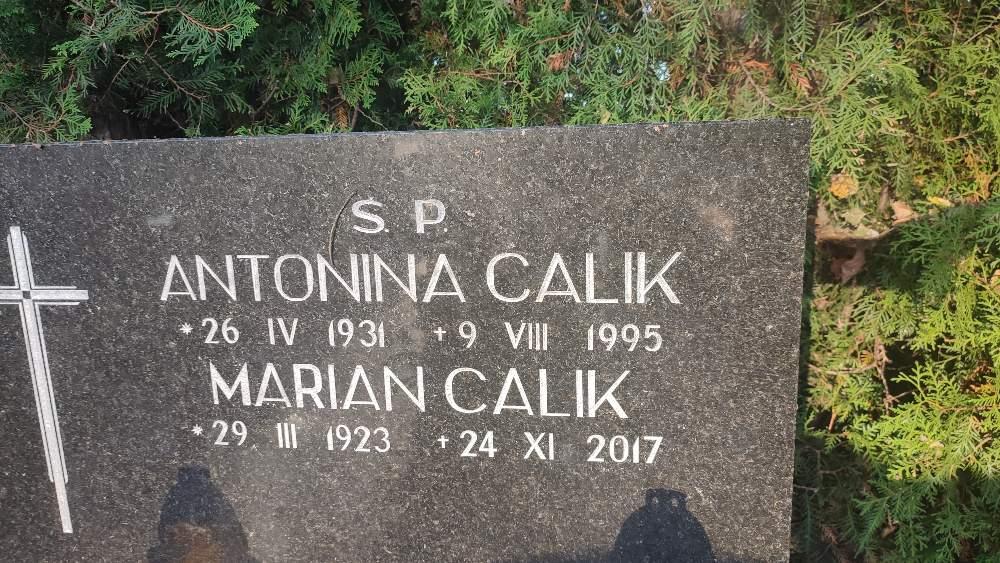 Ś. P.
ANTONINA CALIK
* 26 IV 1931 + 9 VIII 1995
MARIAN CALIK
* 29 III 1923 + 24 XI 2017